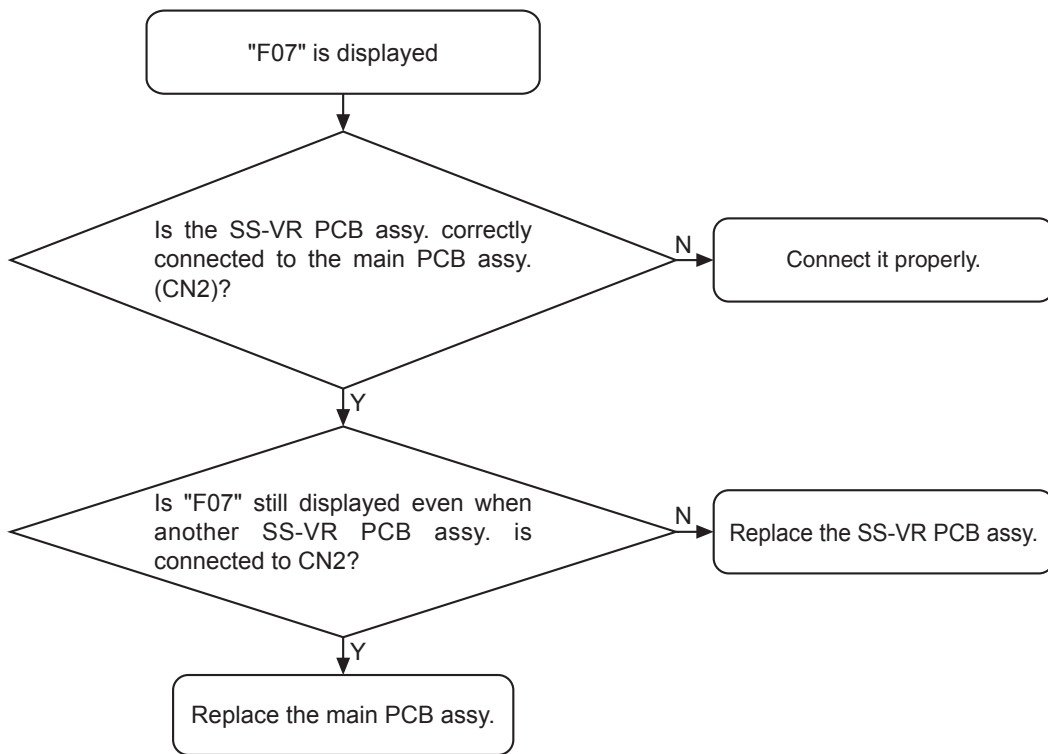 "F07" is displayed
Is the SS-VR PCB assy. correctly
connected to the main PCB assy.
(CN2)?
N
Connect it properly.
Y
Is "F07" still displayed even when
another SS-VR PCB assy. is
connected to CN2?
N
Replace the SS-VR PCB assy.
Y
Replace the main PCB assy.